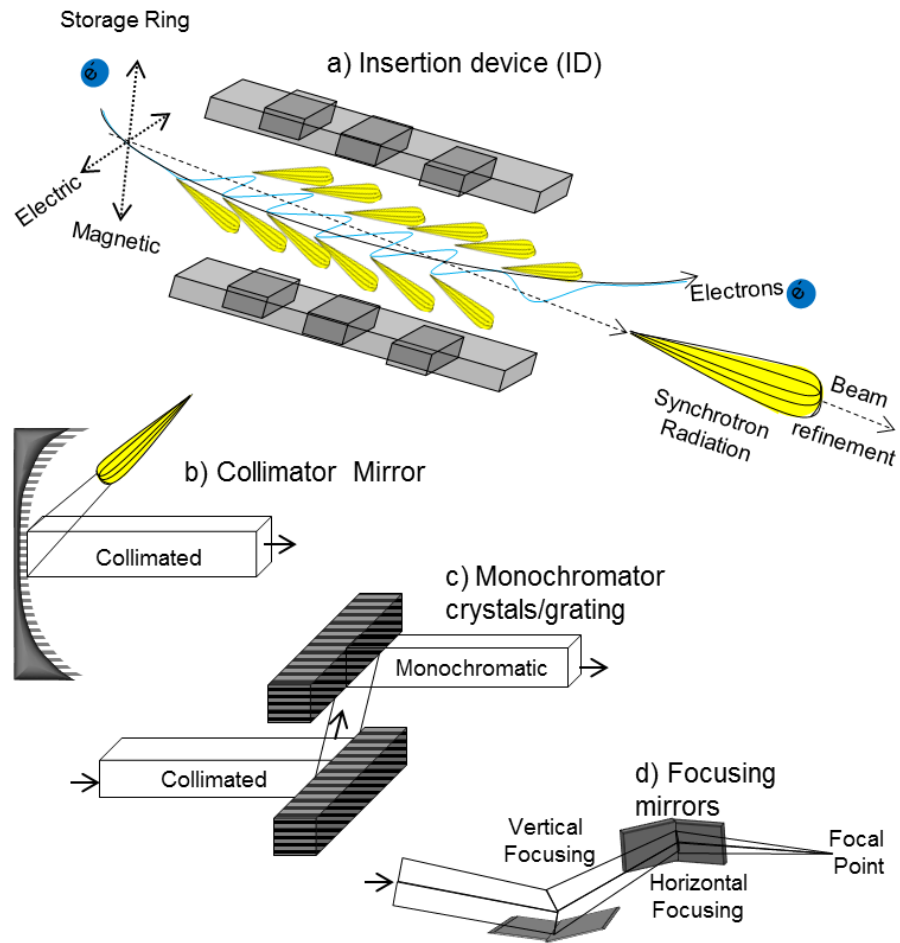 Storage Ring
é
a) Insertion device (ID)
Electric
Magnetic
Electrons
é
Synchrotron
Radiation
Beam
refinement
b) Collimator Mirror
Collimated
c) Monochromator
crystals/grating
Monochromatic
Collimated
d) Focusing
mirrors
Vertical
Focusing
Focal
Point
Horizontal
Focusing